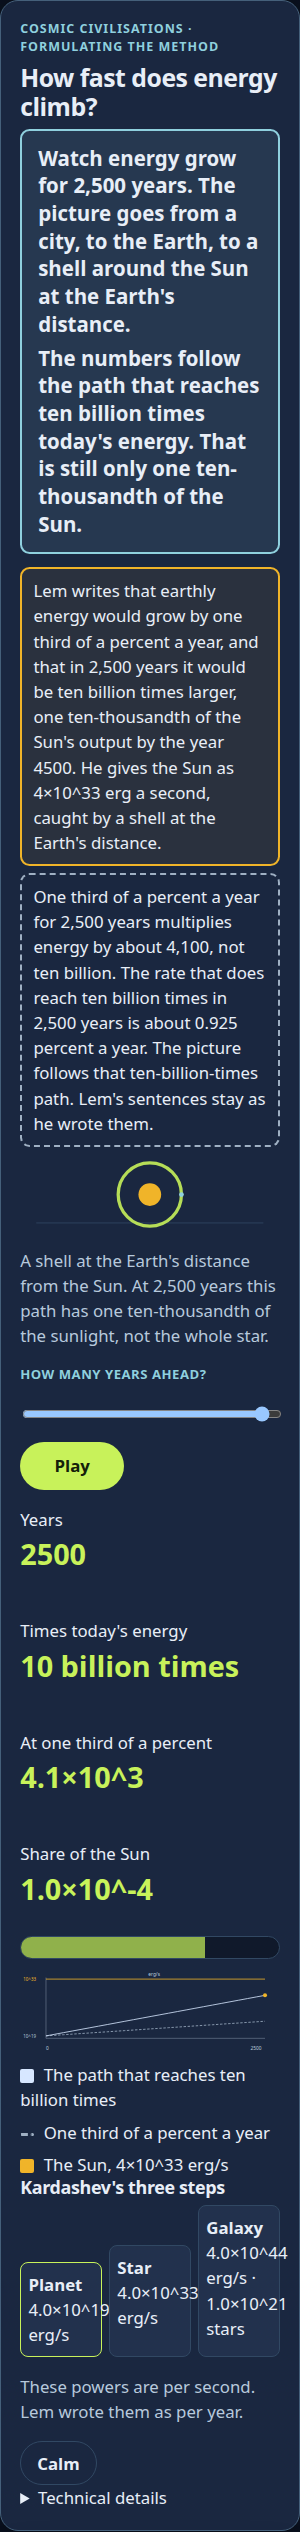 COSMIC CIVILISATIONS ·
FORMULATING THE METHOD
How fast does energy
climb?
Watch energy grow
for 2,500 years. The
picture goes from a
city, to the Earth, to a
shell around the Sun
at the Earth's
distance.
The numbers follow
the path that reaches
ten billion times
today's energy. That
is still only one ten-
thousandth of the
Sun.
Lem writes that earthly
energy would grow by one
third of a percent a year, and
that in 2,500 years it would
be ten billion times larger,
one ten-thousandth of the
Sun's output by the year
4500. He gives the Sun as
4×10^33 erg a second,
caught by a shell at the
Earth's distance.
One third of a percent a year
for 2,500 years multiplies
energy by about 4,100, not
ten billion. The rate that does
reach ten billion times in
2,500 years is about 0.925
percent a year. The picture
follows that ten-billion-times
path. Lem's sentences stay as
he wrote them.
A shell at the Earth's distance
from the Sun. At 2,500 years this
path has one ten-thousandth of
the sunlight, not the whole star.
HOW MANY YEARS AHEAD?
Play
Years
2500
Times today's energy
10 billion times
At one third of a percent
4.1×10^3
Share of the Sun
1.0×10^-4
erg/s
10^33
10^19
0 2500
The path that reaches ten
billion times
One third of a percent a year
The Sun, 4×10^33 erg/s
Kardashev's three steps
Planet
4.0×10^19
erg/s
Star
4.0×10^33
erg/s
Galaxy
4.0×10^44
erg/s ·
1.0×10^21
stars
These powers are per second.
Lem wrote them as per year.
Calm
Technical details